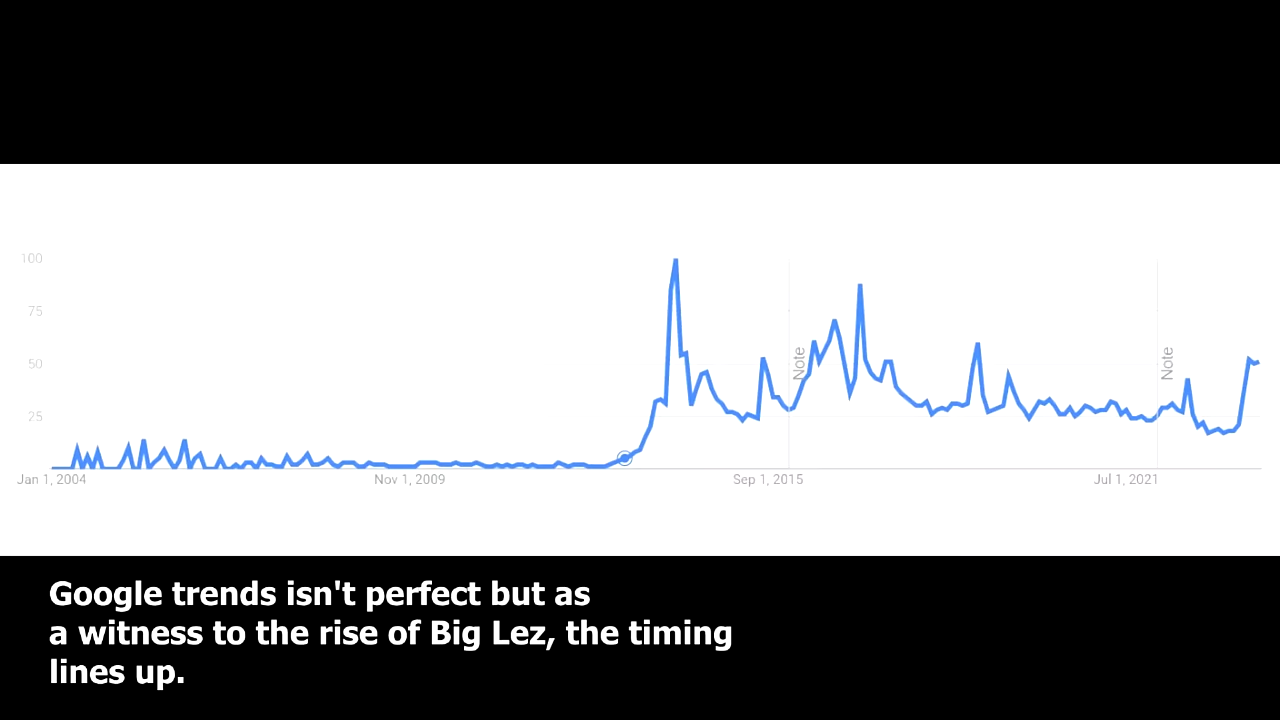 100
75
50
25
Note
Note
Jan 1, 2004
Nov 1, 2009
Sep 1, 2015
Jul 1, 2021
Google trends isn't perfect but as
a witness to the rise of Big Lez, the timing
lines up.